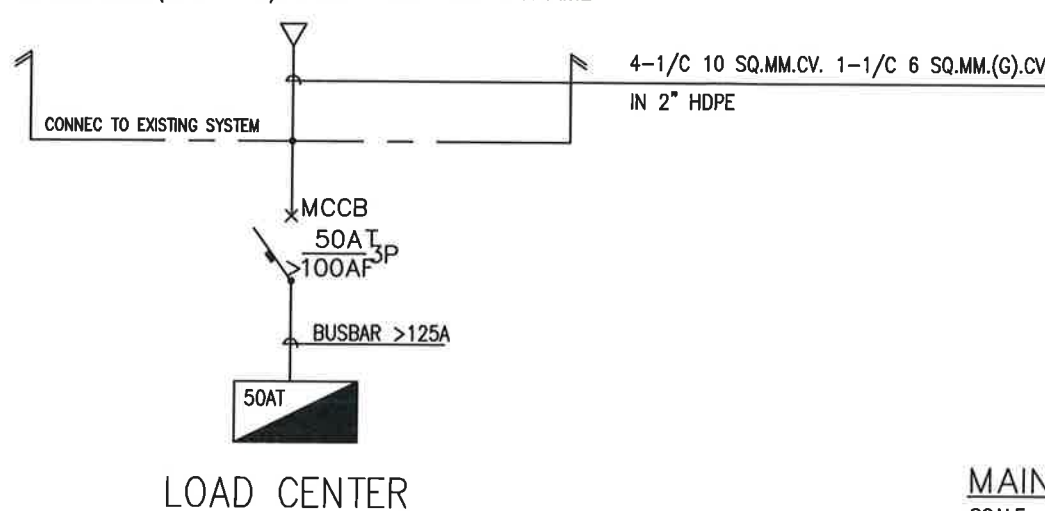 4-1/C 10 SQ.MM.CV. 1-1/C 6 SQ.MM.(G).CV
IN 2" HDPE
CONNEC TO EXISTING SYSTEM
MCCB
50AT
3P
>100AF
BUSBAR >125A
50AT
LOAD CENTER
MAIN